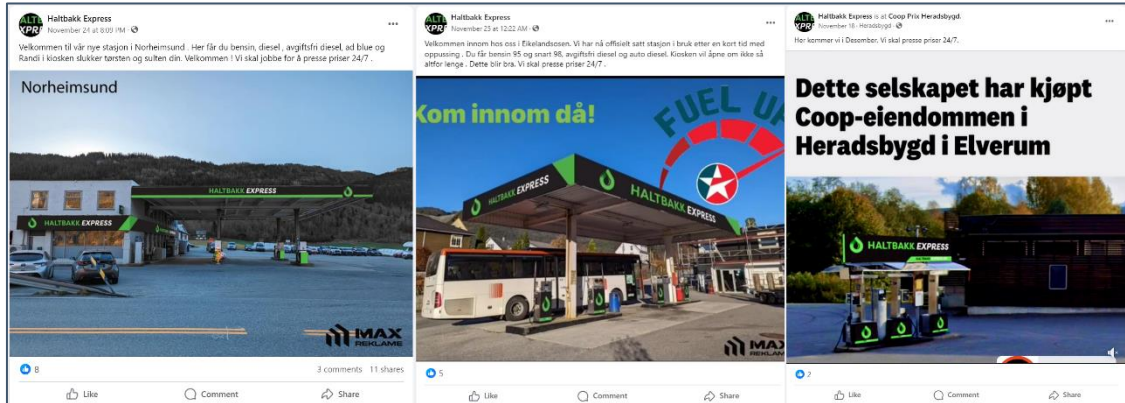 Haltbakk Express
November 24 at 8:09 PM
Velkommen til vår nye stasjon i Norheimsund . Her får du bensin, diesel , avgiftsfri diesel, ad blue og
Randi i kiosken slukker tørsten og sulten din. Velkommen ! Vi skal jobbe for å presse priser 24/7 .
Norheimsund
HALTBAKK EXPRESS
HALTBAKK EXPRESS
MAX
REKLAME
8
3 comments 11 shares
Like Comment Share
Haltbakk Express
November 23 at 12:22 AM
Velkommen innom hos oss i Eikelandsosen. Vi har nå offisielt satt stasjon i bruk etter en kort tid med
oppussing . Du får bensin 95 og snart 98, avgiftsfri diesel og auto diesel. Kiosken vil åpne om ikke så
altfor lenge . Dette blir bra. Vi skal presse priser 24/7 .
Kom innom då!
FUEL UP
HALTBAKK EXPRESS
HALTBAKK EXPRESS
MAX
REKLAME
5
Like Comment Share
Haltbakk Express is at Coop Prix Heradsbygd.
November 18 · Heradsbygd
Her kommer vi i Desember. Vi skal presse priser 24/7.
Dette selskapet har kjøpt
Coop-eiendommen i
Heradsbygd i Elverum
HALTBAKK EXPRESS
2
Like Comment Share